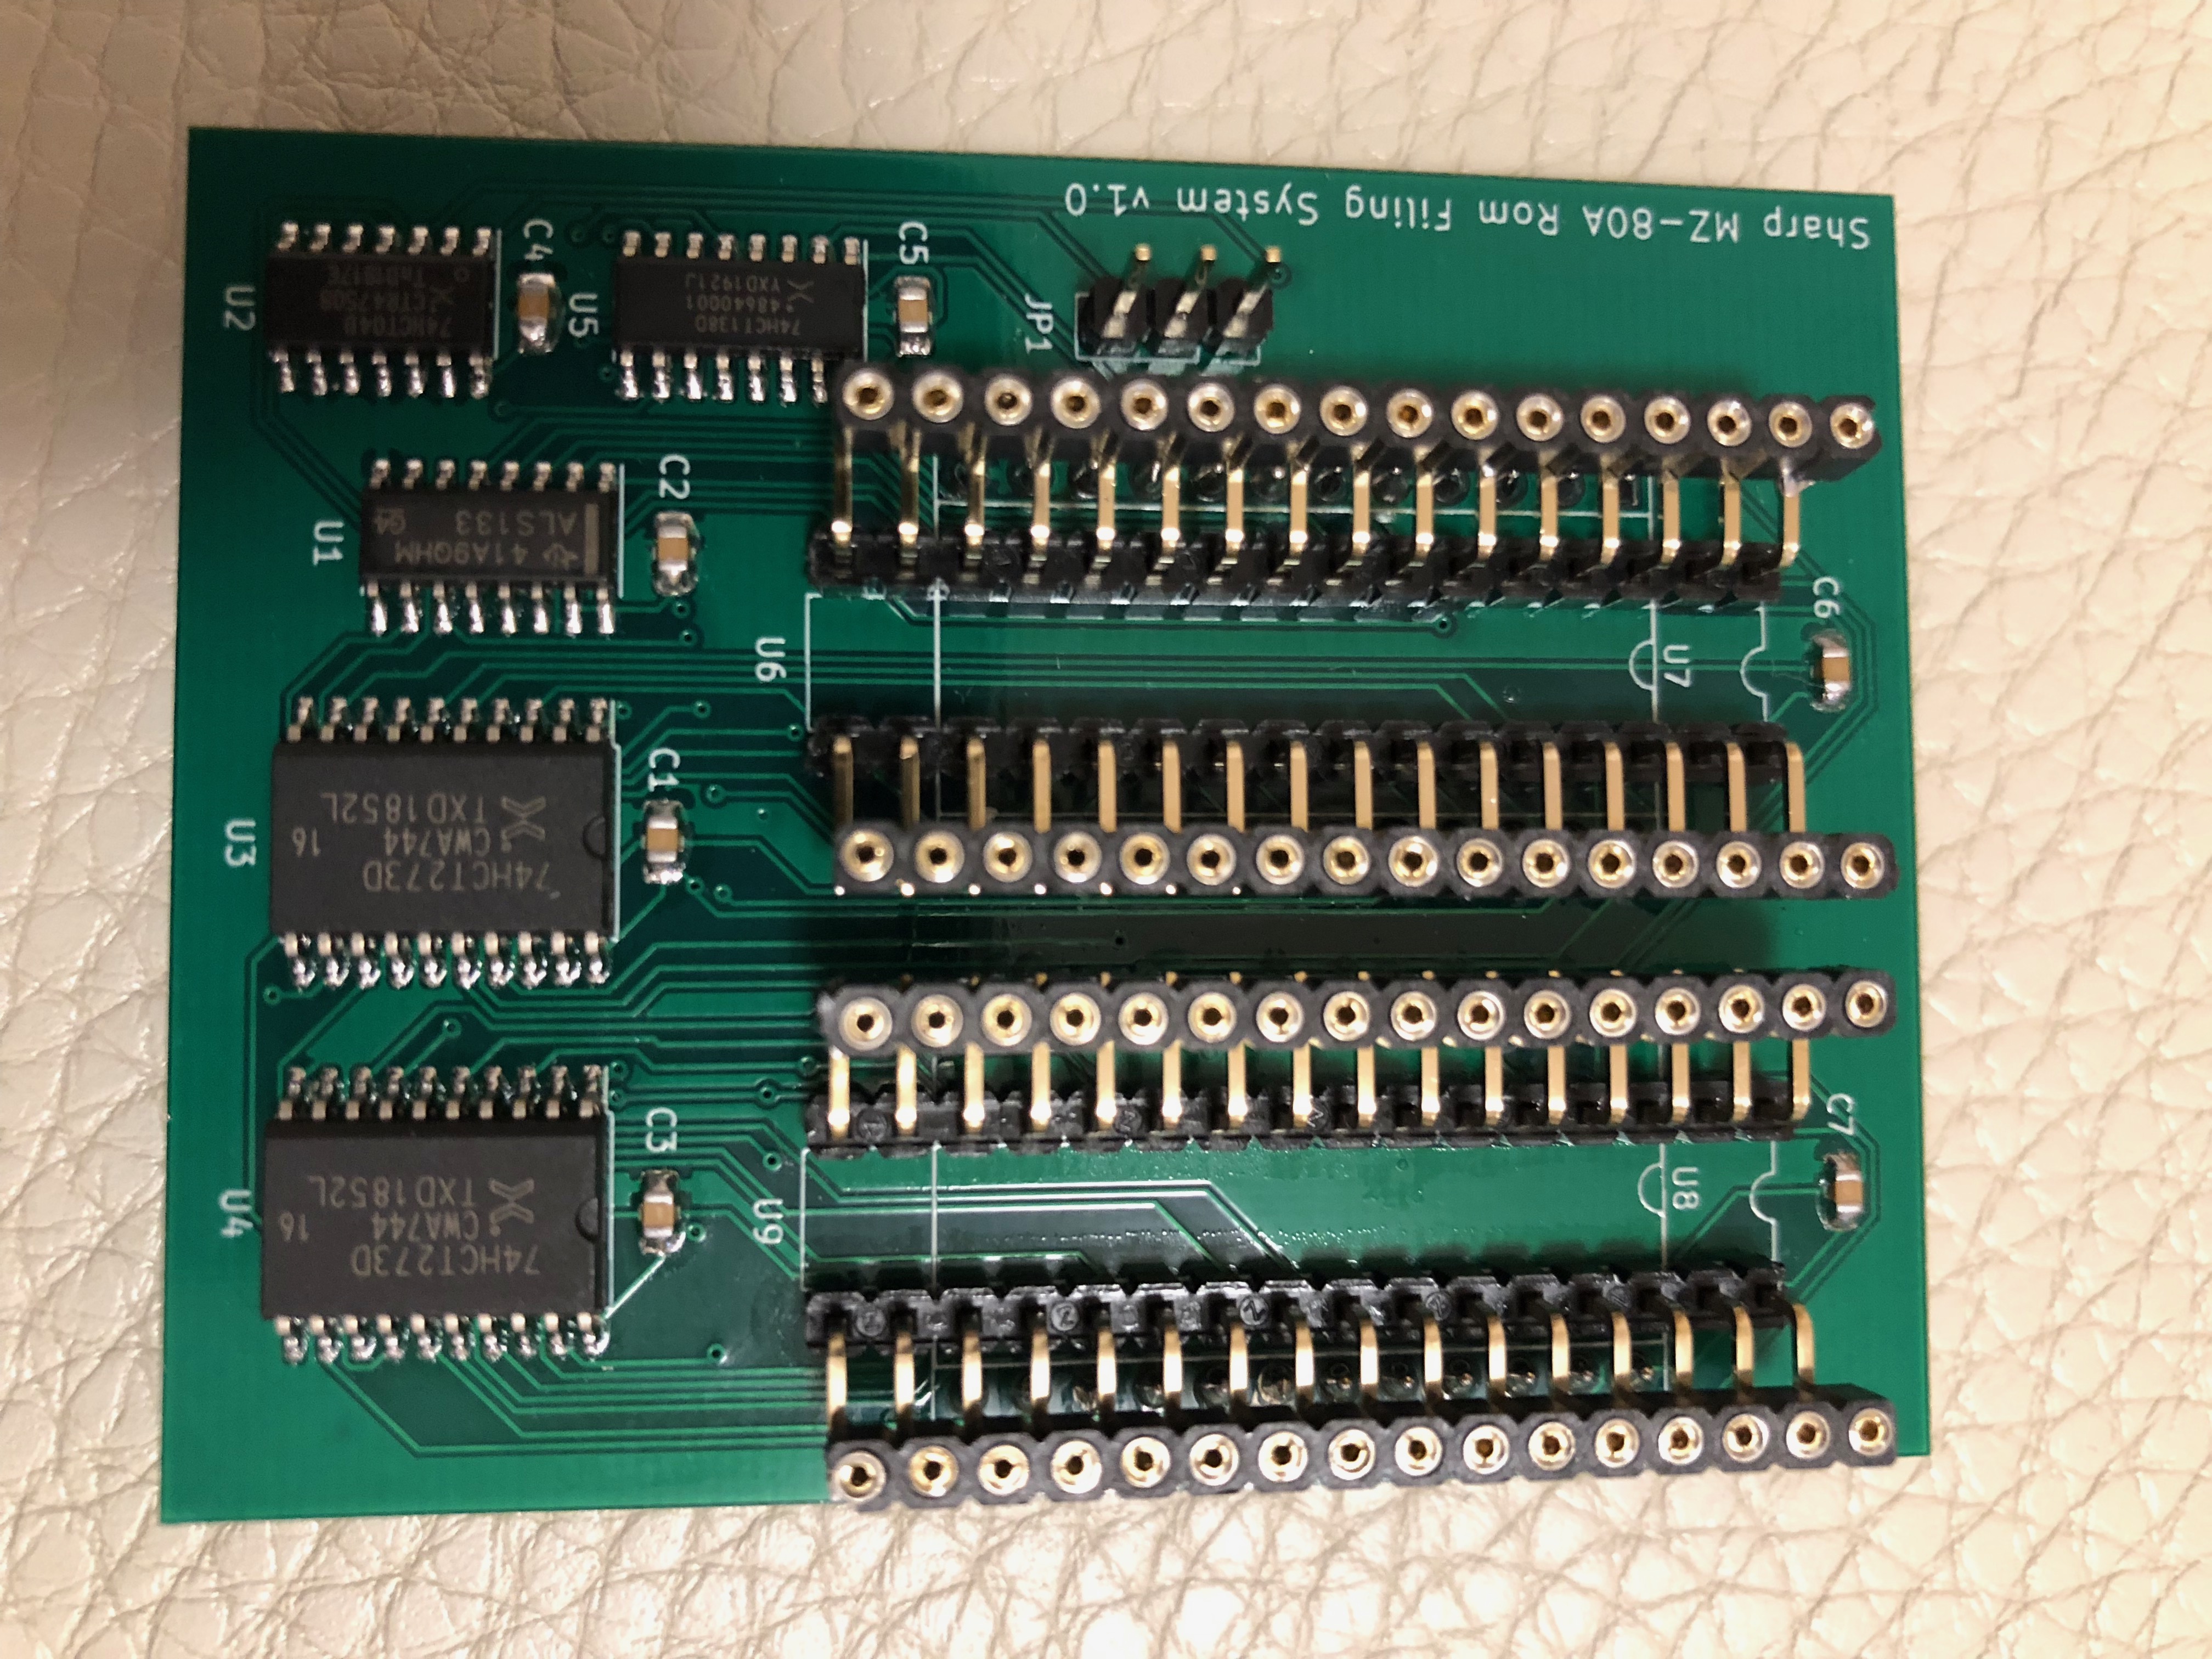 Sharp MZ-80A Rom Filing System v1.0
JP1
C5
U5
C4
U2
74HCT138D
48640001
YXD1921J
74HCT04D
C2
U1
41A9QHM
ALS133
G4
C6
U7
U6
C1
U3
74HCT273D
CWA744
16
TXD1852L
C7
U8
U9
C3
U4
74HCT273D
CWA744
16
TXD1852L